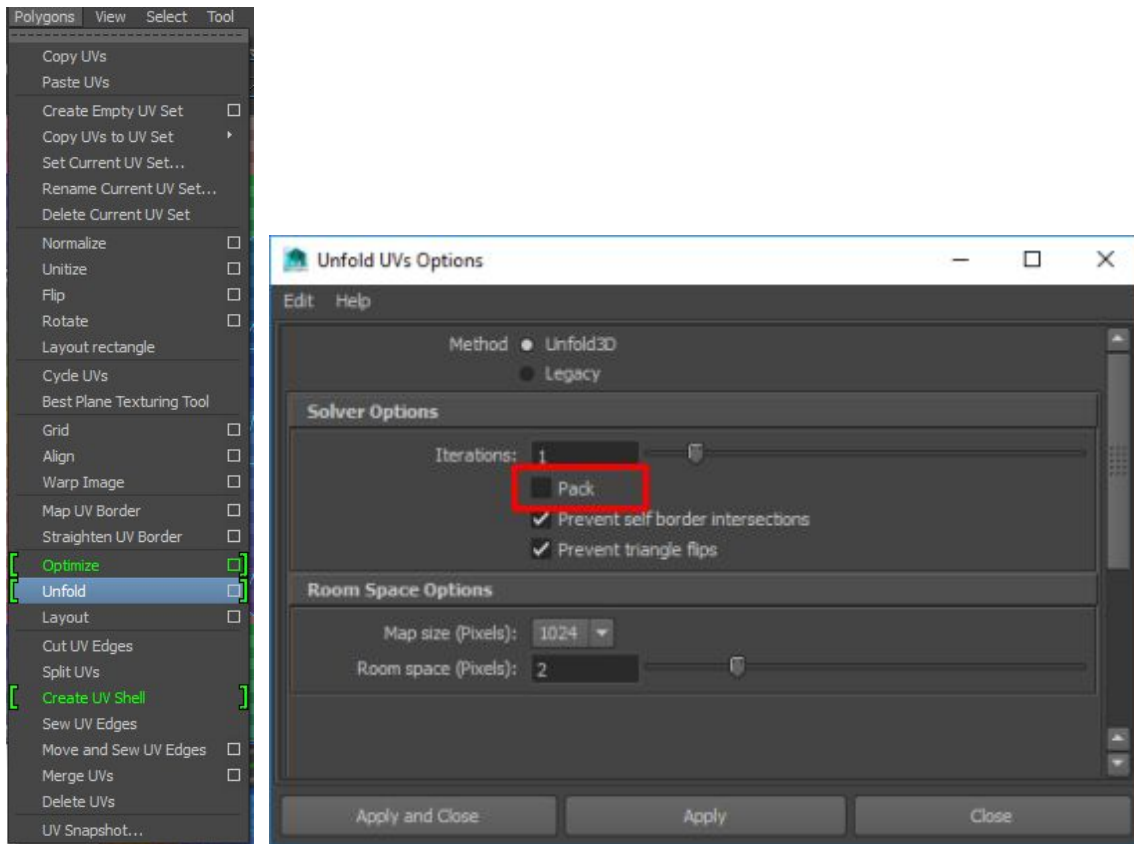 Polygons View Select Tool
Copy UVs
Paste UVs
Create Empty UV Set
Copy UVs to UV Set
Set Current UV Set...
Rename Current UV Set...
Delete Current UV Set
Normalize
Unitize
Flip
Rotate
Layout rectangle
Cycle UVs
Best Plane Texturing Tool
Grid
Align
Warp Image
Map UV Border
Straighten UV Border
Optimize
Unfold
Layout
Cut UV Edges
Split UVs
Create UV Shell
Sew UV Edges
Move and Sew UV Edges
Merge UVs
Delete UVs
UV Snapshot...
Unfold UVs Options
Edit Help
Method Unfold3D
Legacy
Solver Options
Iterations: 1
Pack
Prevent self border intersections
Prevent triangle flips
Room Space Options
Map size (Pixels): 1024
Room space (Pixels): 2
Apply and Close Apply Close